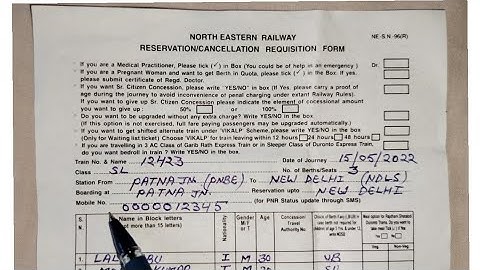 NORTH EASTERN RAILWAY
RESERVATION/CANCELLATION REQUISITION FORM
NE-S.N.-96(R)
If you are a Medical Practitioner, Please tick (✓) in Box (You could be of help in an emergency )
Dr.
If you are a Pregnant Woman and want to get Berth in Quota, please tick (✓) in the Box. If yes,
please submit certificate of Regd. Doctor.
If you want Sr. Citizen Concession, please write "YES/NO" in box (If Yes, please carry a proof of
age during the journey to avoid inconvenience of penal charging under extant Railway Rules).
If you want to give up Sr. Citizen Concession please indicate the element of concessional amount
you want to give up : 50% or 100%
Do you want to be upgraded without any extra charge? Write YES/NO in the box.
(If this option is not exercised, full fare paying passengers may be upgraded automatically.)
If you want to get shifted alternate train under 'VIKALP' Scheme,please write YES/NO in the box.
(Only for Waiting list ticket) Choose 'VIKALP' for trains leaving within 12 hours 24 hours 48 hours
If you are travelling in 3 AC Class of Garib Rath Express Train or in Sleeper Class of Duronto Express Train,
do you want bedroll in train? Write YES/NO in the box.
Train No. & Name 12423 Date of Journey 15/05/2022
Class SL No. of Berths/Seats 3
Station From PATNA JN (PNBE) To NEW DELHI (NDLS)
Boarding at PATNA JN Reservation upto NEW DELHI
Mobile No. 0000012345 (for PNR Status update through SMS)
S. N. Name in Block letters not more than 15 letters) Nationality Gender M/F or T Age Concession Travel Authority No.
1 I M 30 UB
I M